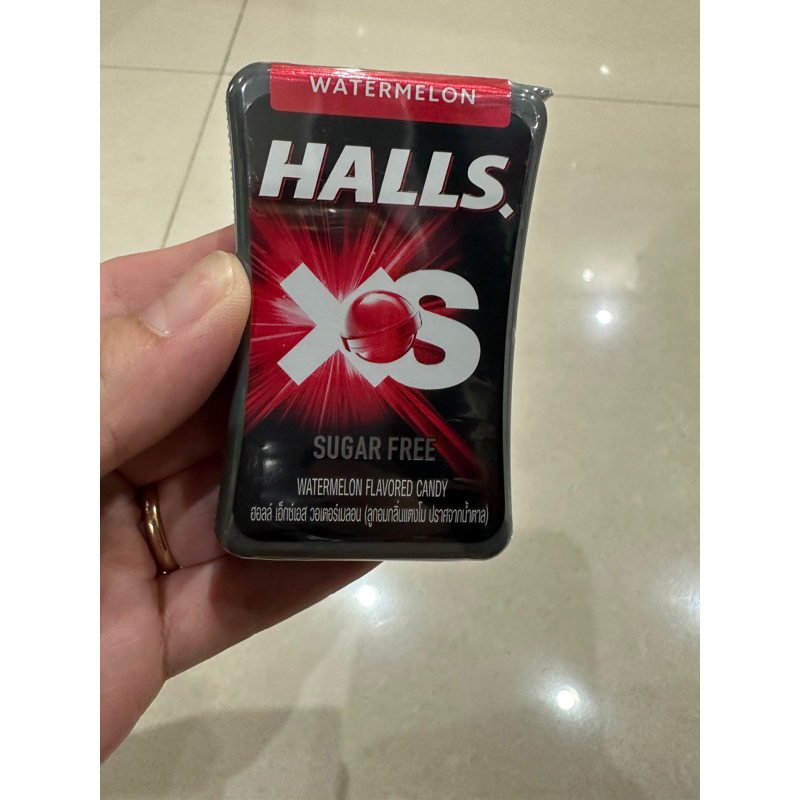 WATERMELON
HALLS
XS
SUGAR FREE
WATERMELON FLAVORED CANDY
ฮอลล์ เอ็กซ์เอส วอเตอร์เมลอน (ลูกอมกลิ่นแตงโม ปราศจากน้ำตาล)